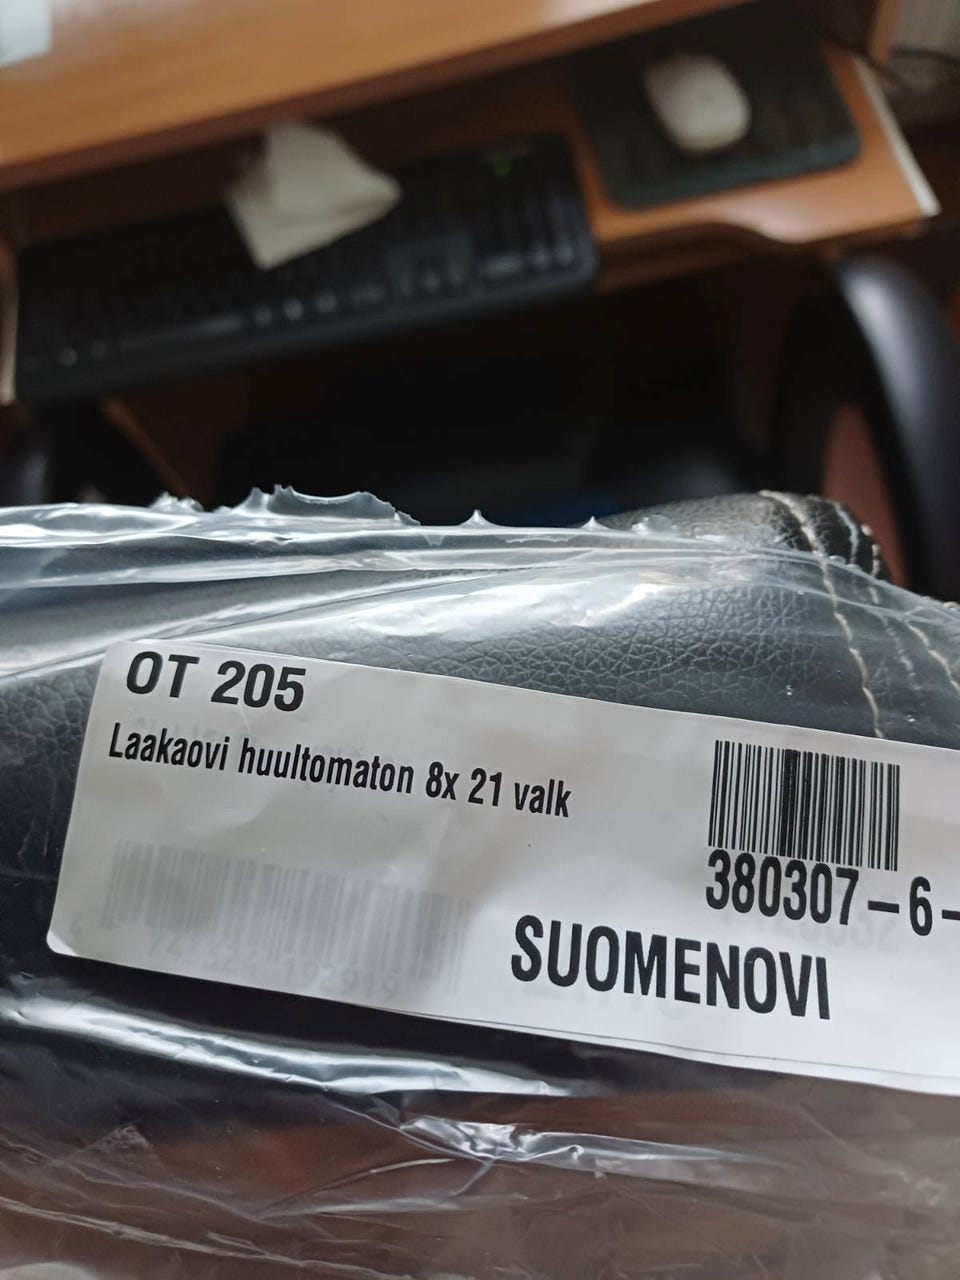 OT 205
Laakaovi huultomaton 8x 21 valk
380307-6-
SUOMENOVI